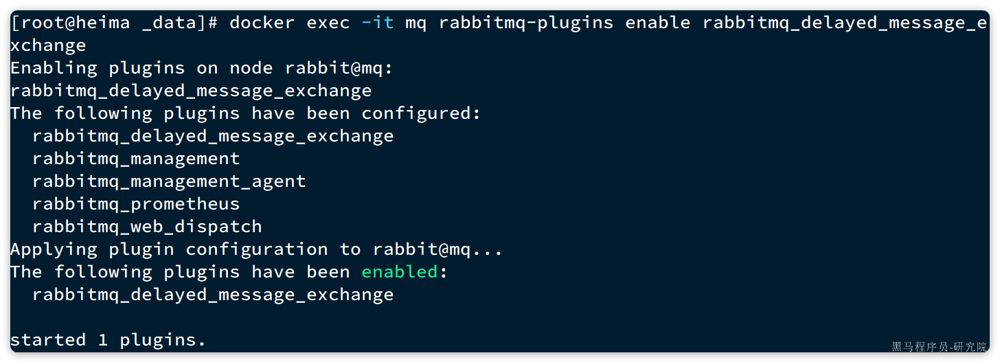 [root@heima _data]# docker exec -it mq rabbitmq-plugins enable rabbitmq_delayed_message_e
xchange
Enabling plugins on node rabbit@mq:
rabbitmq_delayed_message_exchange
The following plugins have been configured:
  rabbitmq_delayed_message_exchange
  rabbitmq_management
  rabbitmq_management_agent
  rabbitmq_prometheus
  rabbitmq_web_dispatch
Applying plugin configuration to rabbit@mq...
The following plugins have been enabled:
  rabbitmq_delayed_message_exchange
started 1 plugins.
黑马程序员-研究院